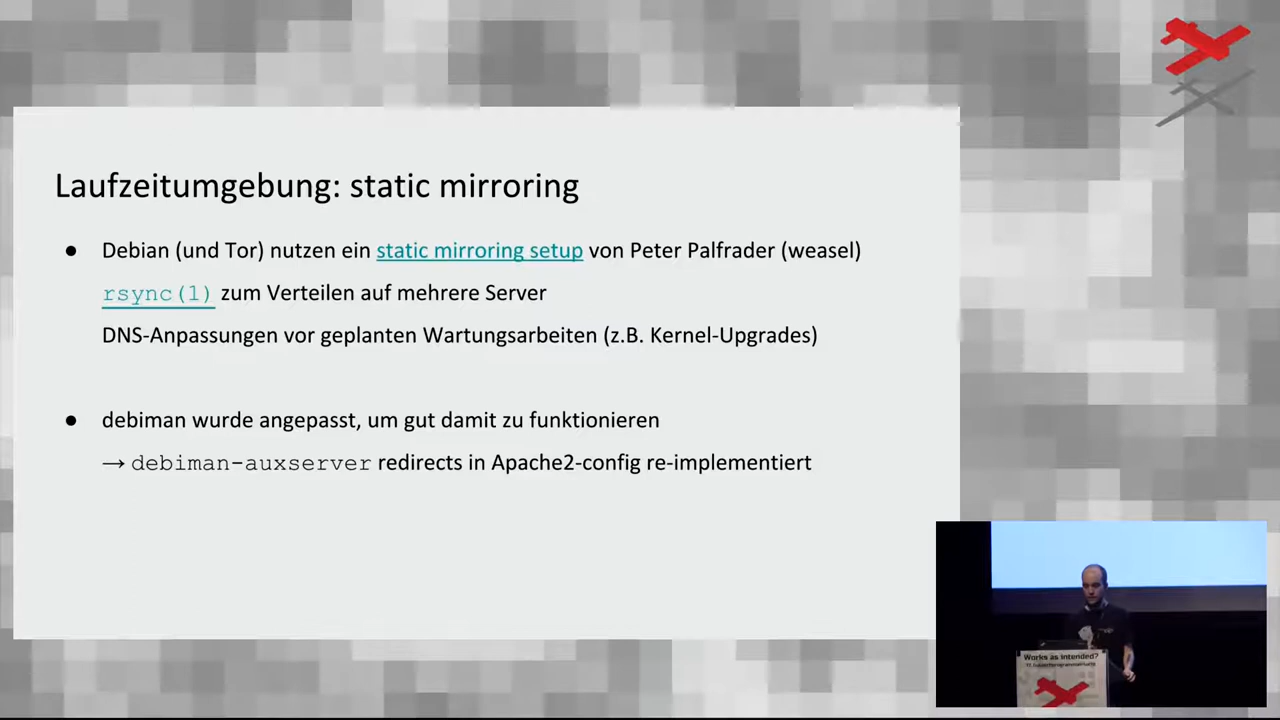 Laufzeitumgebung: static mirroring
● Debian (und Tor) nutzen ein static mirroring setup von Peter Palfrader (weasel)
rsync(1) zum Verteilen auf mehrere Server
DNS-Anpassungen vor geplanten Wartungsarbeiten (z.B. Kernel-Upgrades)
● debiman wurde angepasst, um gut damit zu funktionieren
→ debiman-auxserver redirects in Apache2-config re-implementiert
Works as intended?